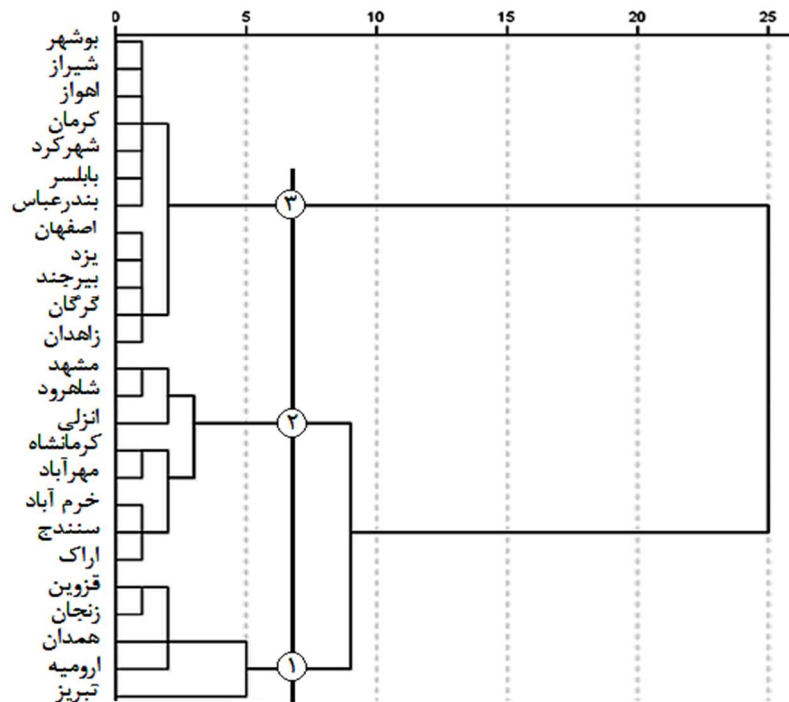 0 5 10 15 20 25
بوشهر
شیراز
اهواز
کرمان
شهرکرد
بابلسر
بندرعباس
۳
اصفهان
یزد
بیرجند
گرگان
زاهدان
مشهد
شاهرود
انزلی
۲
کرمانشاه
مهرآباد
خرم آباد
سنندج
اراک
قزوین
زنجان
همدان
ارومیه
۱
تبریز